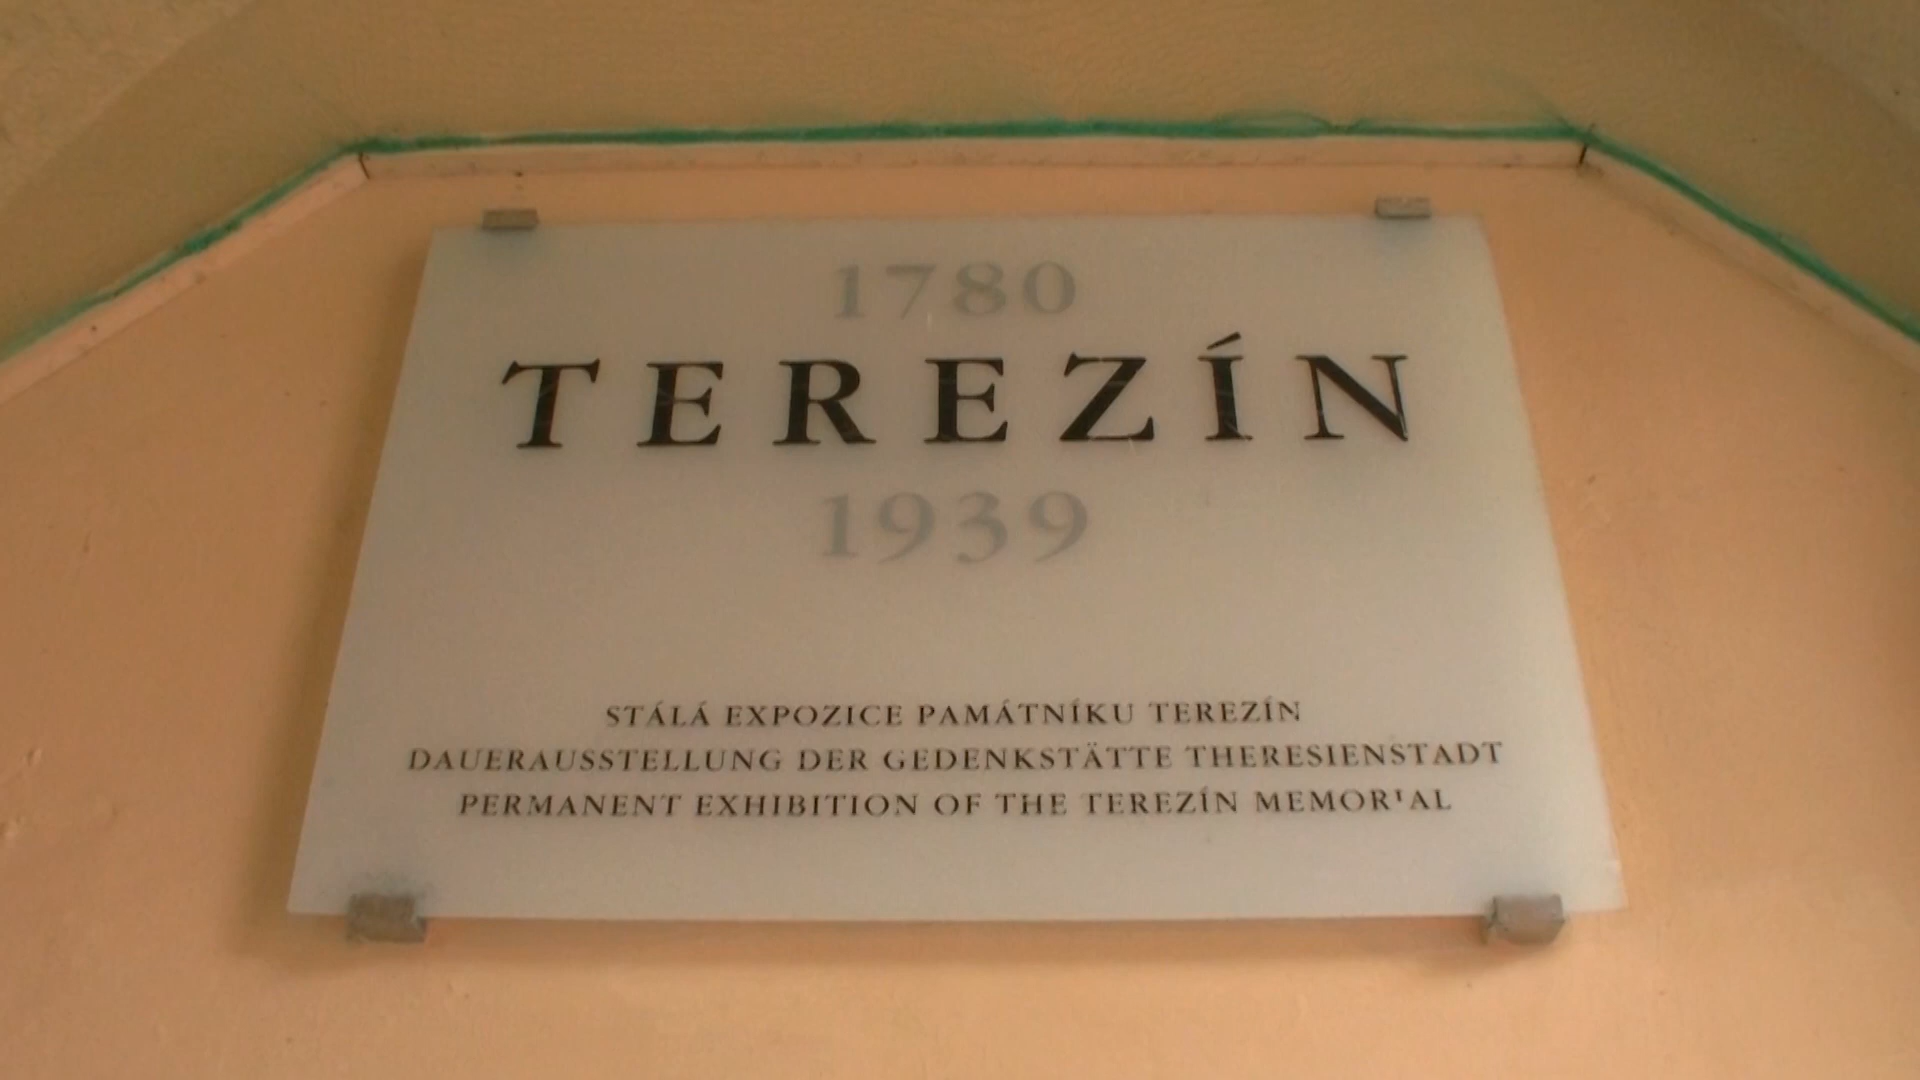 1780
TEREZÍN
1939
STÁLÁ EXPOZICE PAMÁTNÍKU TEREZÍN
DAUERAUSSTELLUNG DER GEDENKSTÄTTE THERESIENSTADT
PERMANENT EXHIBITION OF THE TEREZÍN MEMORIAL